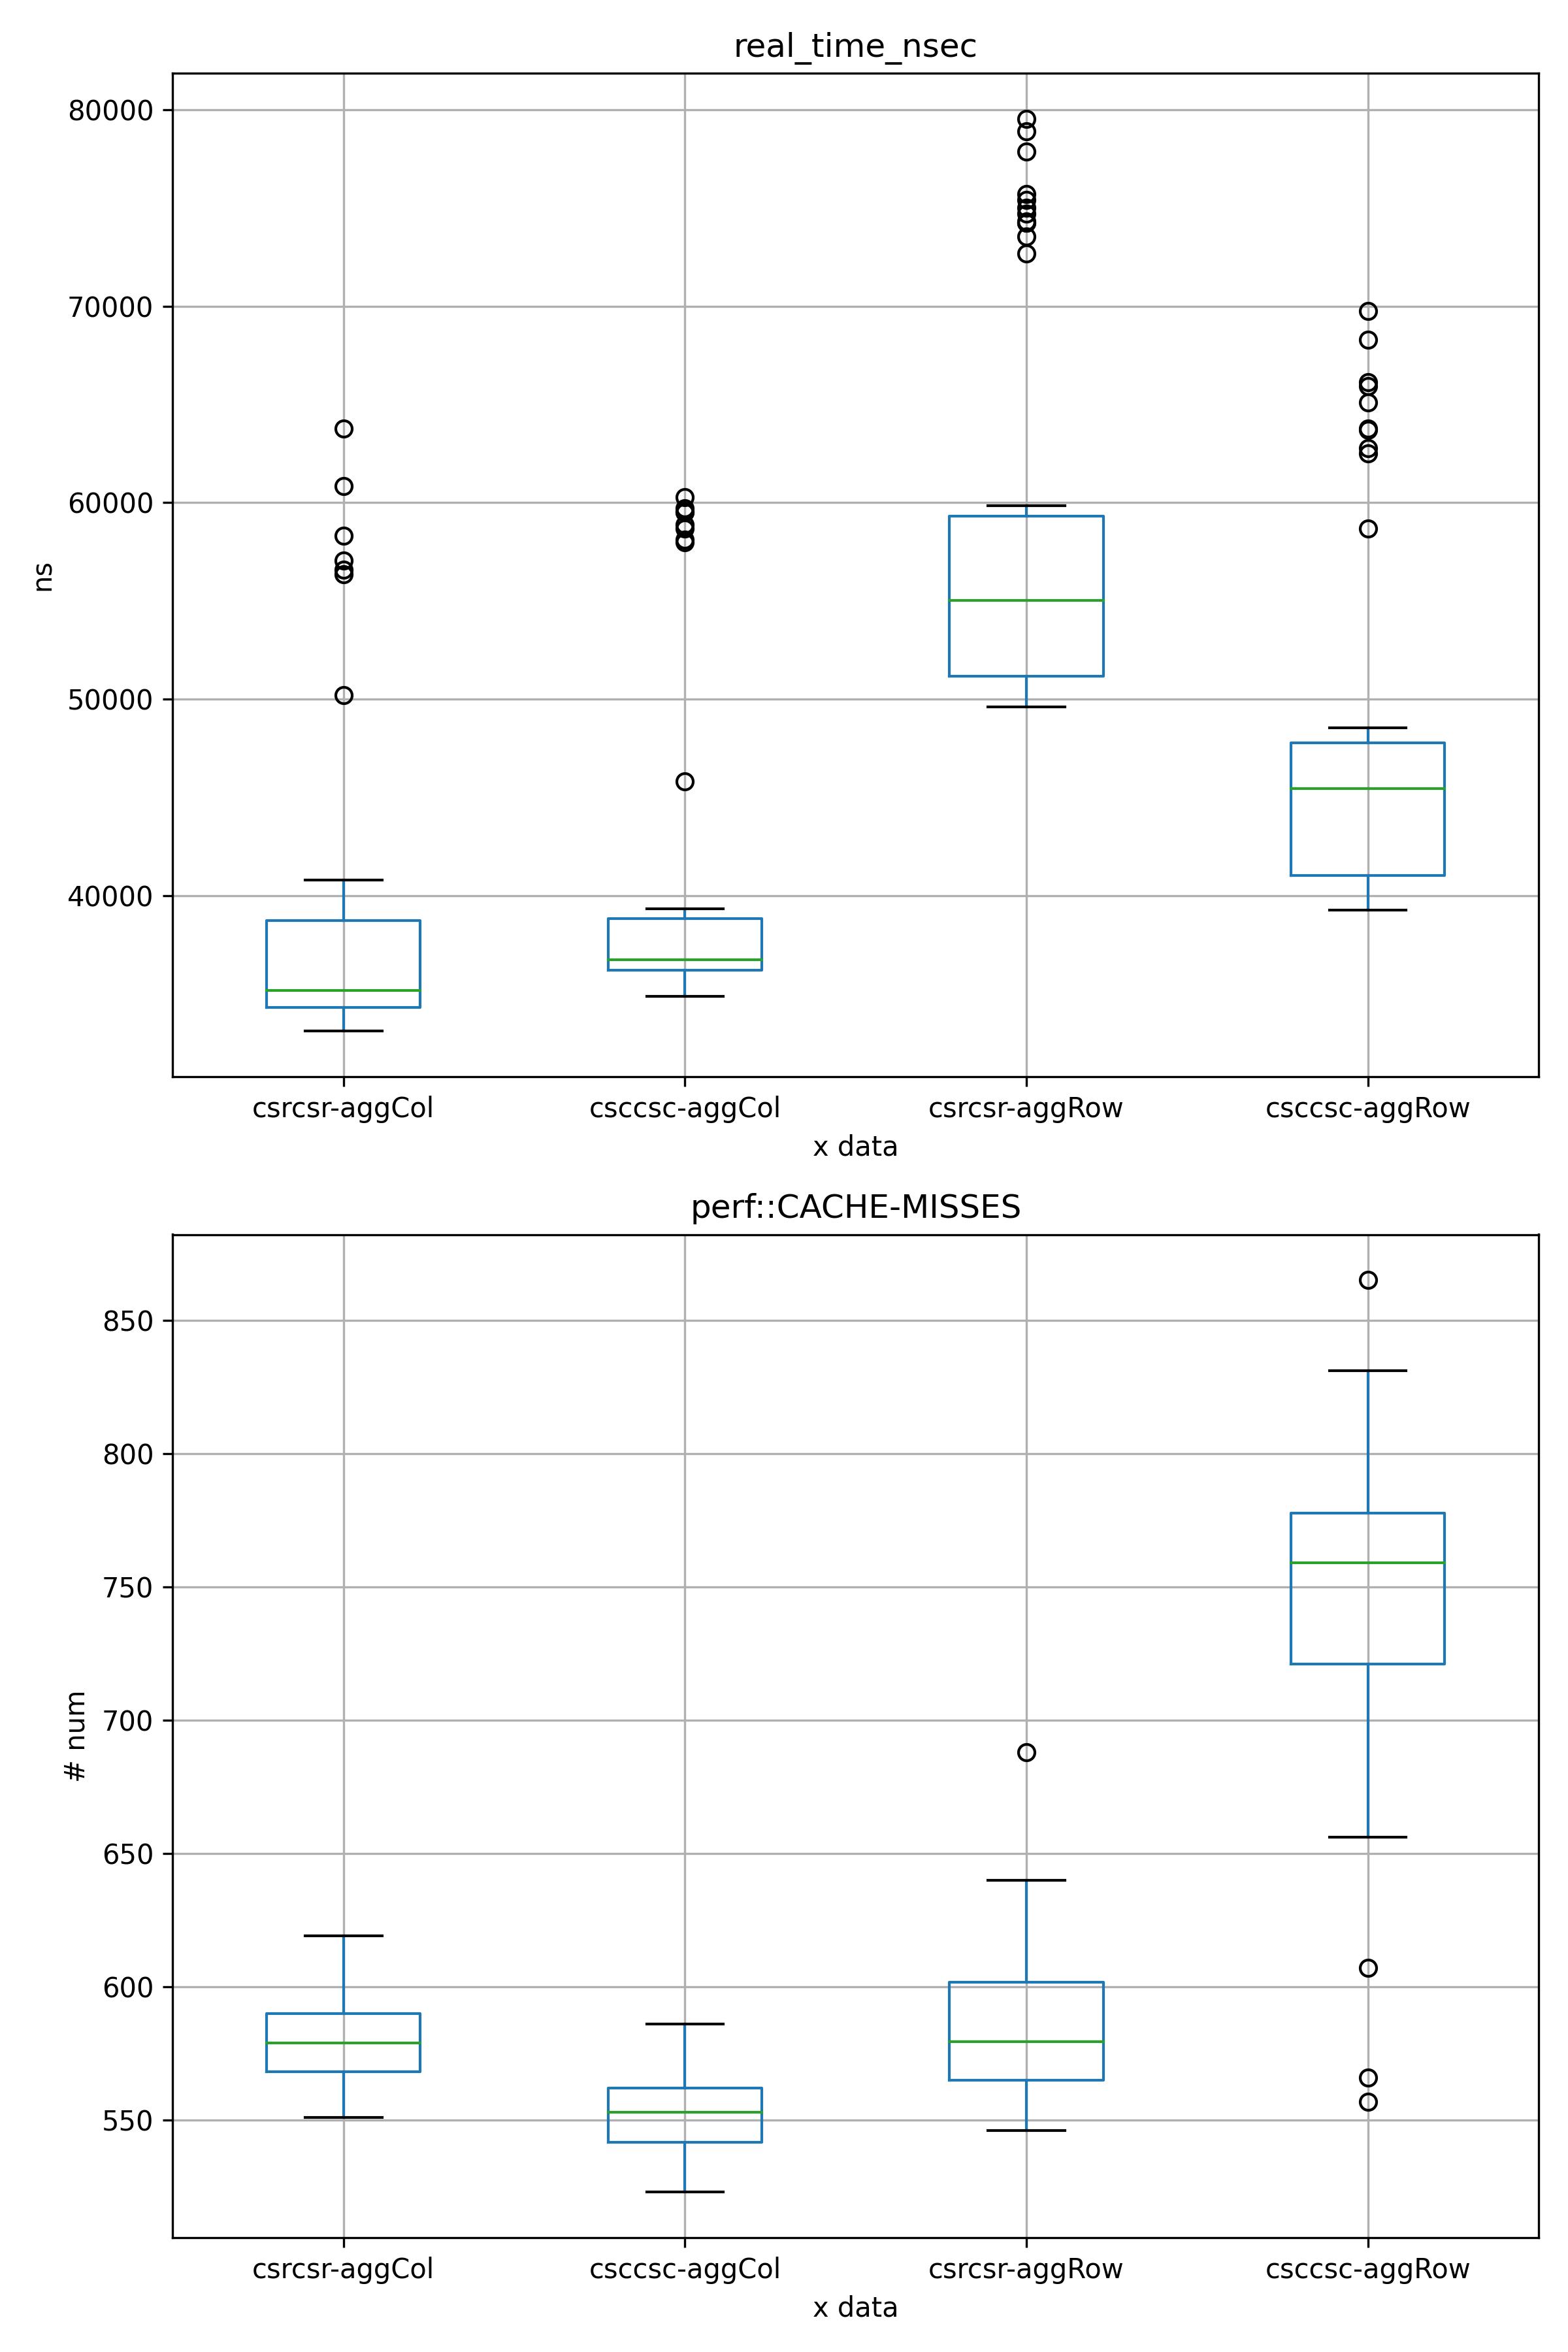 real_time_nsec
80000
70000
60000
50000
40000
ns
csrcsr-aggCol csccsc-aggCol csrcsr-aggRow csccsc-aggRow
x data
perf::CACHE-MISSES
850
800
750
700
650
600
550
# num
csrcsr-aggCol csccsc-aggCol csrcsr-aggRow csccsc-aggRow
x data